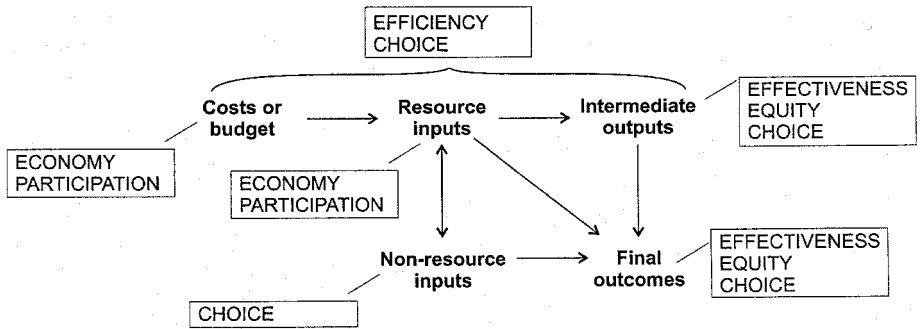 EFFICIENCY
CHOICE
Costs or
budget
Resource
inputs
Intermediate
outputs
EFFECTIVENESS
EQUITY
CHOICE
ECONOMY
PARTICIPATION
ECONOMY
PARTICIPATION
Non-resource
inputs
Final
outcomes
EFFECTIVENESS
EQUITY
CHOICE
CHOICE